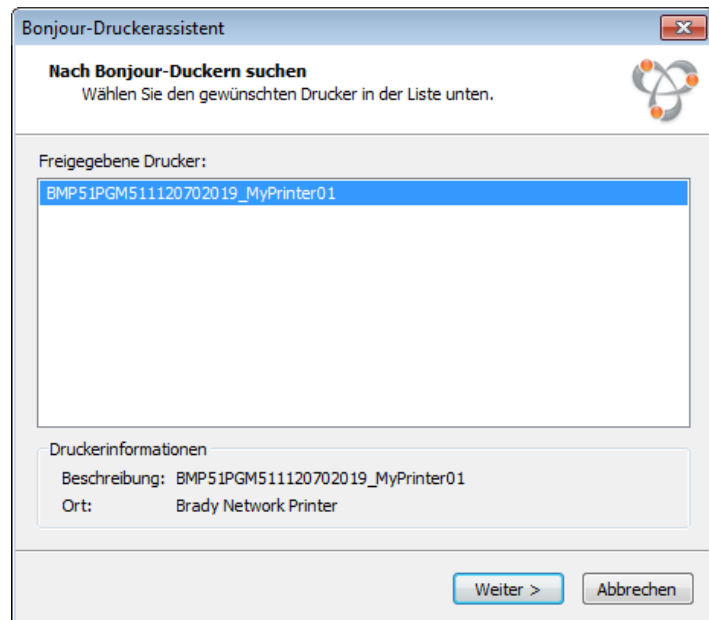 Bonjour-Druckerassistent
Nach Bonjour-Duckern suchen
Wählen Sie den gewünschten Drucker in der Liste unten.
Freigegebene Drucker:
BMP51PGM511120702019_MyPrinter01
Druckerinformationen
Beschreibung: BMP51PGM511120702019_MyPrinter01
Ort: Brady Network Printer
Weiter > Abbrechen